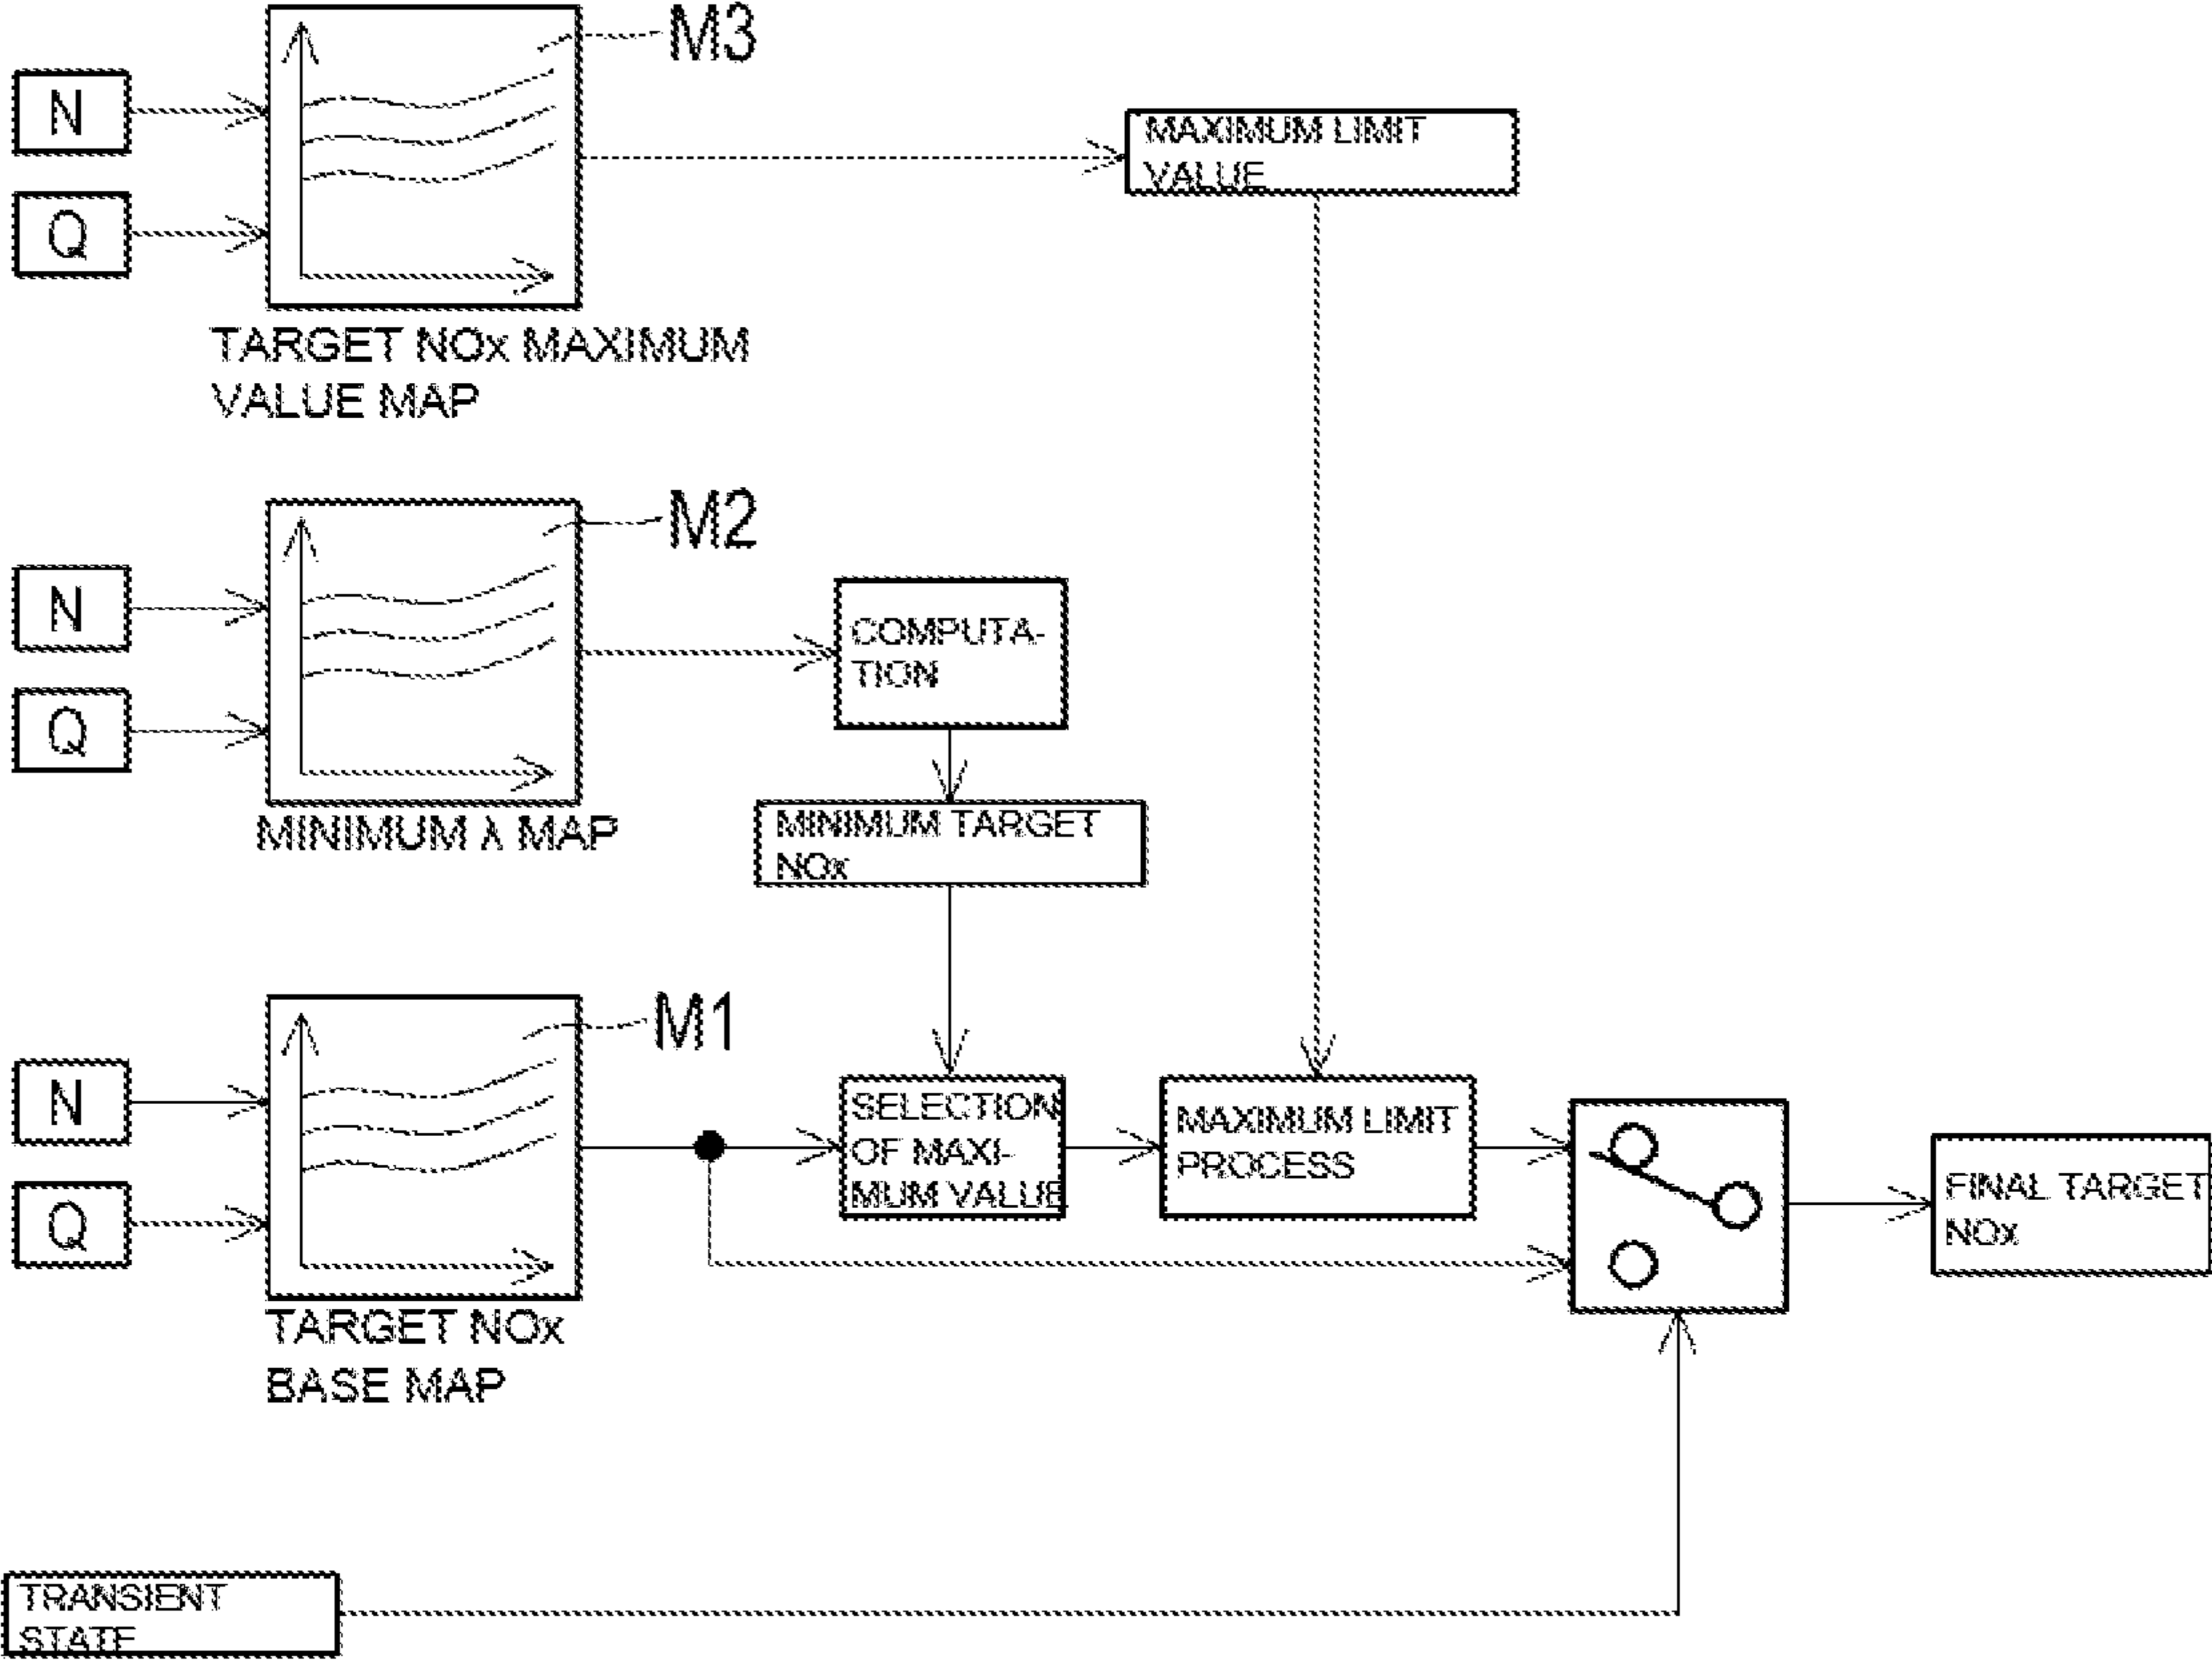 M3
N
Q
MAXIMUM LIMIT
VALUE
TARGET NOx MAXIMUM
VALUE MAP
M2
N
Q
COMPUTA-
TION
MINIMUM TARGET
NOx
MINIMUM λ MAP
M1
N
Q
SELECTION
OF MAXI-
MUM VALUE
MAXIMUM LIMIT
PROCESS
FINAL TARGET
NOx
TARGET NOx
BASE MAP
TRANSIENT
STATE